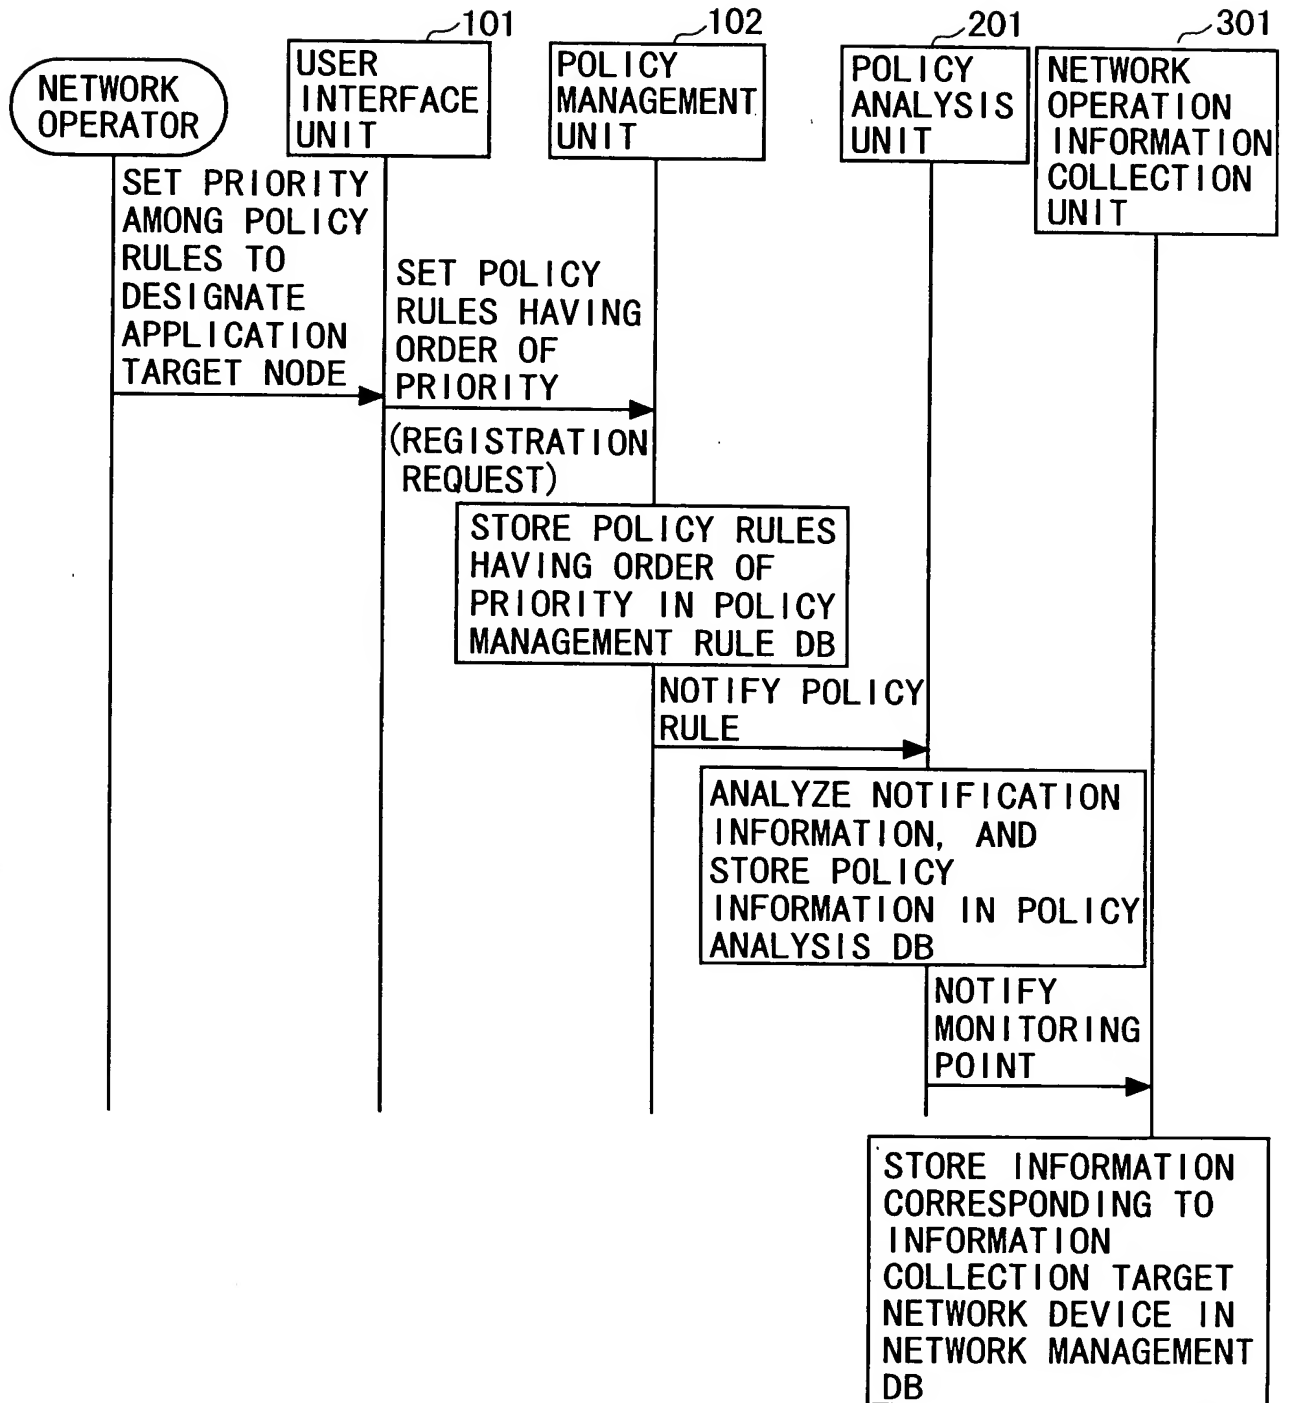 101
102
201
301
NETWORK
OPERATOR
USER
INTERFACE
UNIT
POLICY
MANAGEMENT
UNIT
POLICY
ANALYSIS
UNIT
NETWORK
OPERATION
INFORMATION
COLLECTION
UNIT
SET PRIORITY
AMONG POLICY
RULES TO
DESIGNATE
APPLICATION
TARGET NODE
SET POLICY
RULES HAVING
ORDER OF
PRIORITY
(REGISTRATION
REQUEST)
STORE POLICY RULES
HAVING ORDER OF
PRIORITY IN POLICY
MANAGEMENT RULE DB
NOTIFY POLICY
RULE
ANALYZE NOTIFICATION
INFORMATION, AND
STORE POLICY
INFORMATION IN POLICY
ANALYSIS DB
NOTIFY
MONITORING
POINT
STORE INFORMATION
CORRESPONDING TO
INFORMATION
COLLECTION TARGET
NETWORK DEVICE IN
NETWORK MANAGEMENT
DB